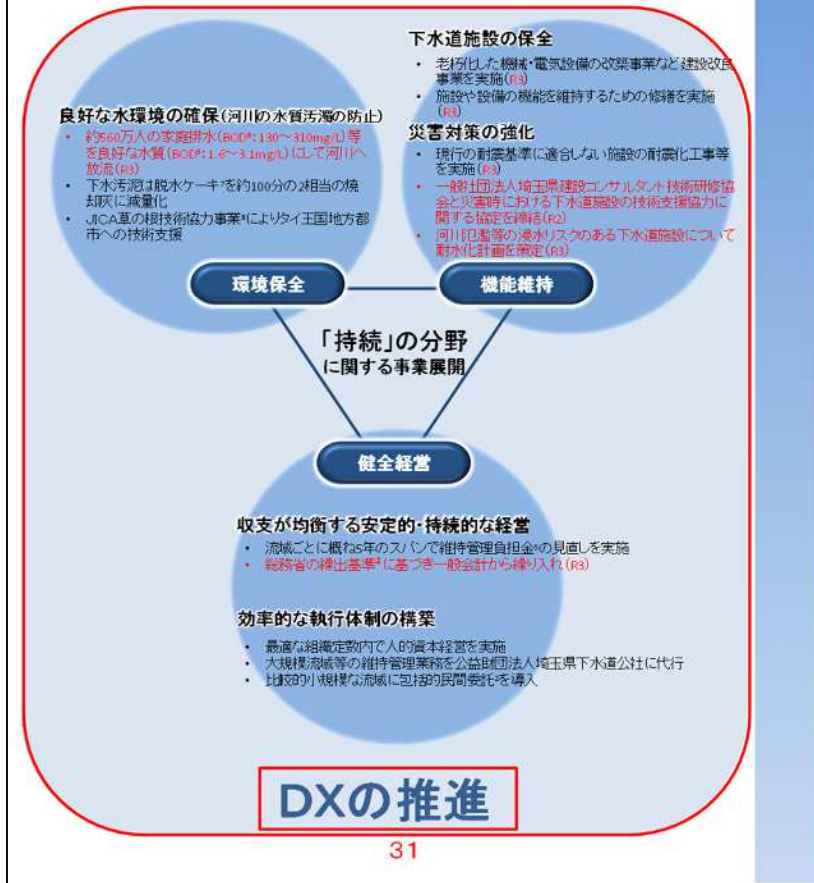 下水道施設の保全
・ 老朽化した機械・電気設備の改築事業など建設改良
事業を実施(R3)
・ 施設や設備の機能を維持するための修繕を実施
(R3)
災害対策の強化
・ 現行の耐震基準に適合しない施設の耐震化工事等
を実施(R3)
・ 一般社団法人埼玉県建設コンサルタント技術研修協
会と災害時における下水道施設の技術支援協力に
関する協定を締結(R2)
・ 河川氾濫等の浸水リスクのある下水道施設について
耐水化計画を策定(R3)
良好な水環境の確保(河川の水質汚濁の防止)
・ 約560万人の家庭排水(BOD:130～310mg/L)等
を良好な水質(BOD:1.6～3.1mg/L)にして河川へ
放流(R3)
・ 下水汚泥は脱水ケーキを約100分の2相当の焼
却灰に減量化
・ JICA草の根技術協力事業によりタイ王国地方都
市への技術支援
環境保全
機能維持
「持続」の分野
に関する事業展開
健全経営
収支が均衡する安定的・持続的な経営
・ 流域ごとに概ね5年のスパンで維持管理負担金の見直しを実施
・ 総務省の繰出基準に基づき一般会計から繰り入れ(R3)
効率的な執行体制の構築
・ 最適な組織定数内で人的資本経営を実施
・ 大規模流域等の維持管理業務を公益財団法人埼玉県下水道公社に代行
・ 比較的小規模な流域に包括的民間委託を導入
DXの推進
31